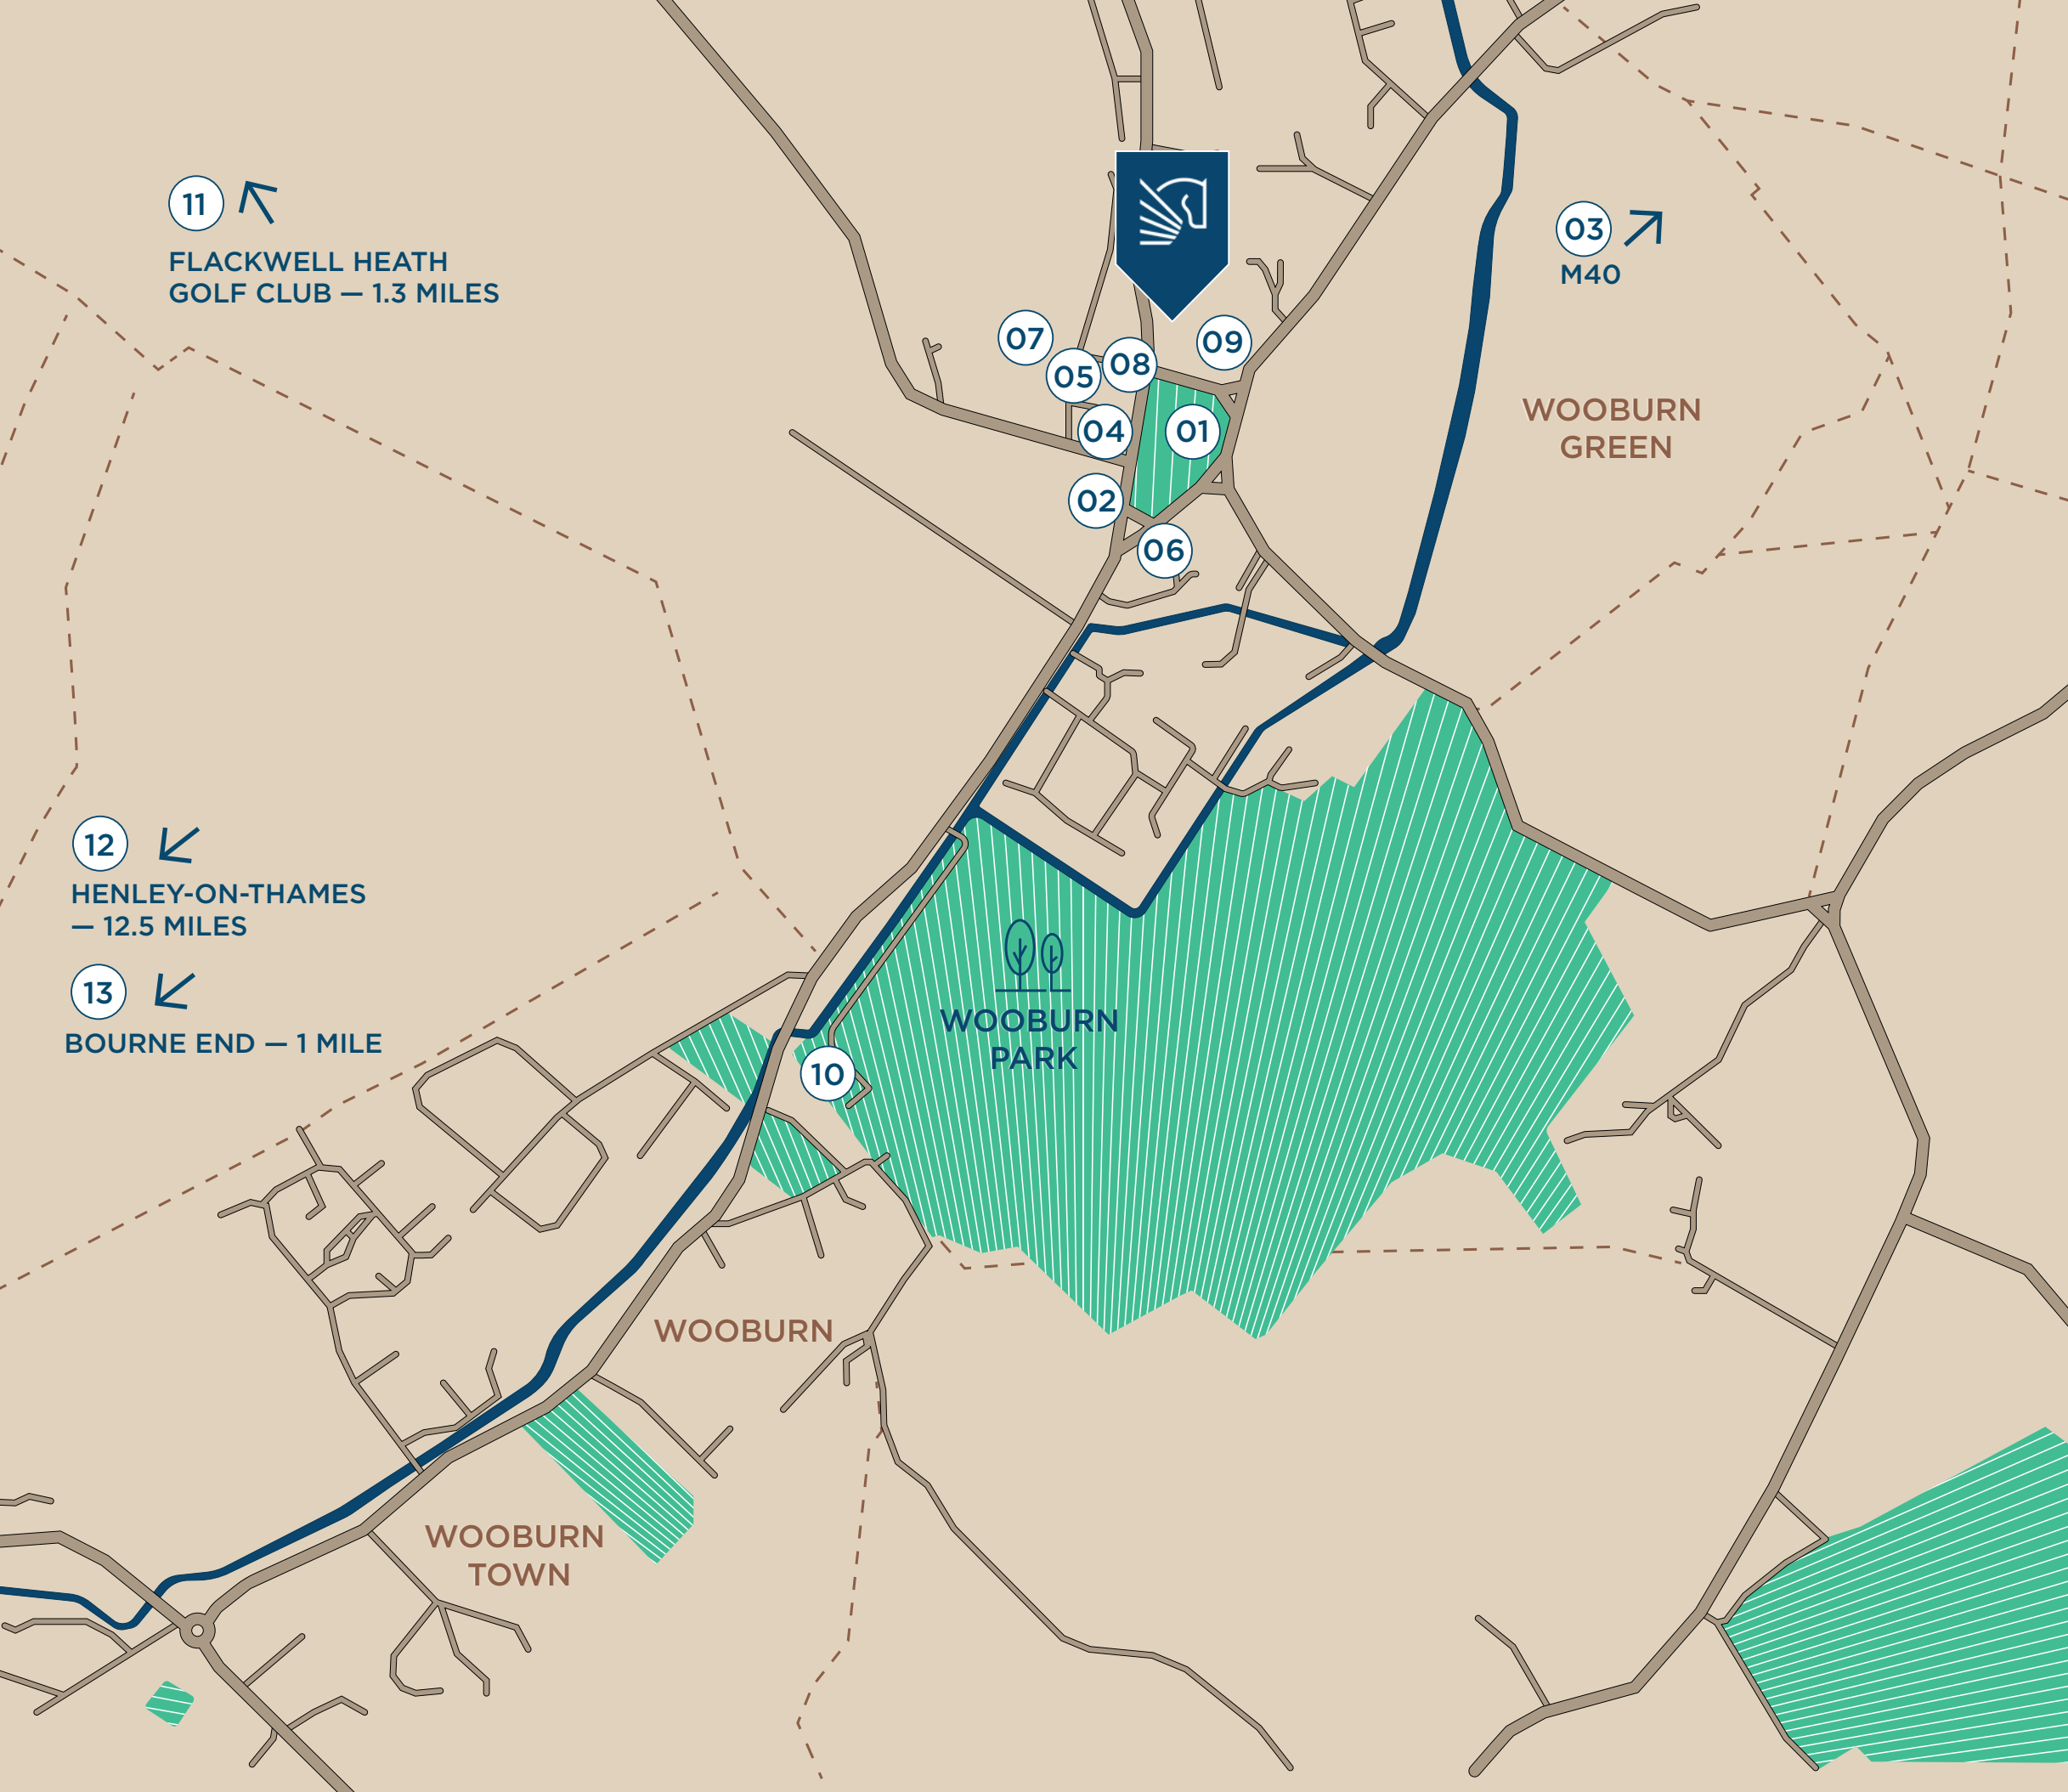 11
FLACKWELL HEATH
GOLF CLUB — 1.3 MILES
03
M40
07
09
08
05
04
01
02
06
WOOBURN
GREEN
12
HENLEY-ON-THAMES
— 12.5 MILES
13
BOURNE END — 1 MILE
WOOBURN
PARK
10
WOOBURN
WOOBURN
TOWN